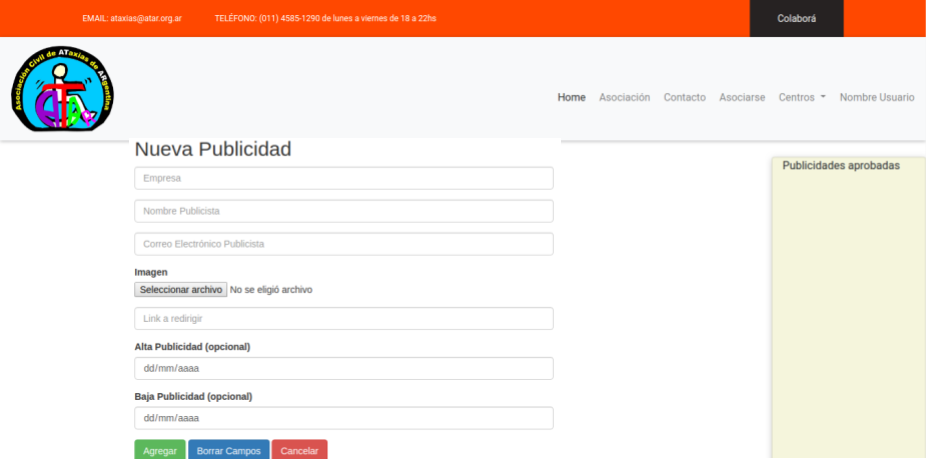 EMAIL: ataxias@atar.org.ar TELÉFONO: (011) 4585-1290 de lunes a viernes de 18 a 22hs Colaborá
Asociación Civil de ATaxias de ARgentina
Home Asociación Contacto Asociarse Centros Nombre Usuario
Nueva Publicidad
Empresa
Nombre Publicista
Correo Electrónico Publicista
Imagen
Seleccionar archivo No se eligió archivo
Link a redirigir
Alta Publicidad (opcional)
dd/mm/aaaa
Baja Publicidad (opcional)
dd/mm/aaaa
Agregar Borrar Campos Cancelar
Publicidades aprobadas